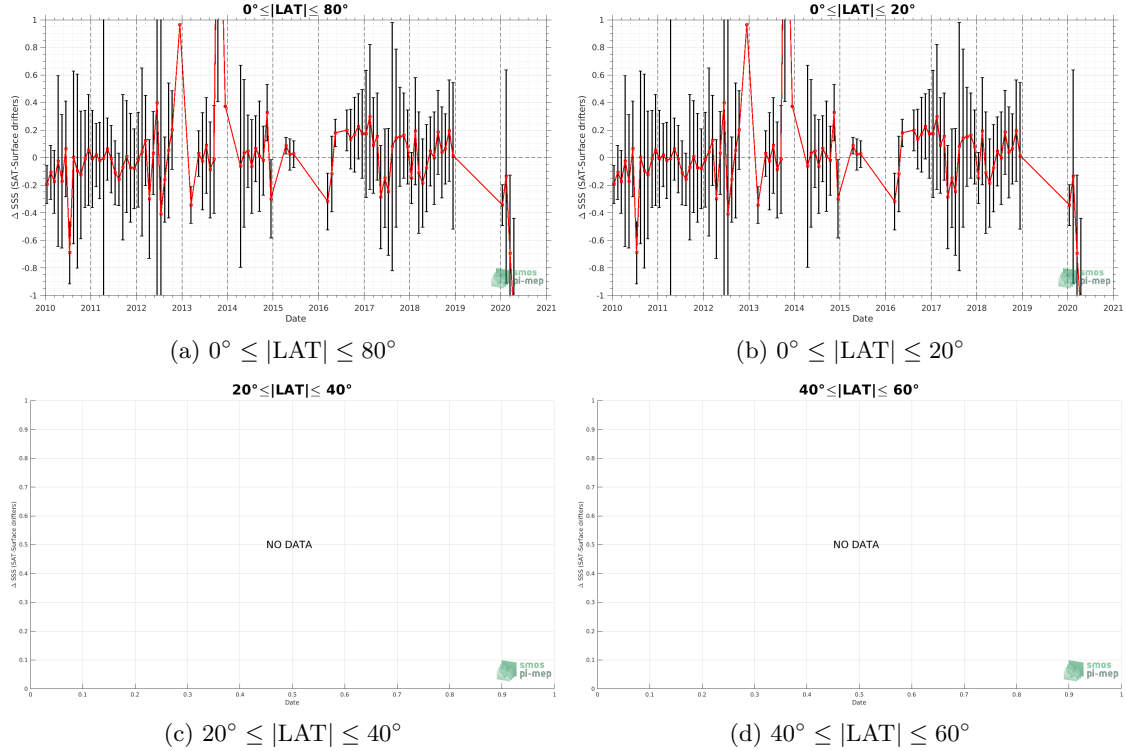 0°≤|LAT|≤ 80°
Δ SSS (SAT-Surface drifters)
1
0.8
0.6
0.4
0.2
0
-0.2
-0.4
-0.6
-0.8
-1
2010 2011 2012 2013 2014 2015 2016 2017 2018 2019 2020 2021
Date
smos
pi-mep
(a) 0° ≤ |LAT| ≤ 80°
0°≤|LAT|≤ 20°
Δ SSS (SAT-Surface drifters)
1
0.8
0.6
0.4
0.2
0
-0.2
-0.4
-0.6
-0.8
-1
2010 2011 2012 2013 2014 2015 2016 2017 2018 2019 2020 2021
Date
smos
pi-mep
(b) 0° ≤ |LAT| ≤ 20°
20°≤|LAT|≤ 40°
Δ SSS (SAT-Surface drifters)
1
0.9
0.8
0.7
0.6
0.5
0.4
0.3
0.2
0.1
0
NO DATA
0 0.1 0.2 0.3 0.4 0.5 0.6 0.7 0.8 0.9 1
Date
smos
pi-mep
(c) 20° ≤ |LAT| ≤ 40°
40°≤|LAT|≤ 60°
Δ SSS (SAT-Surface drifters)
1
0.9
0.8
0.7
0.6
0.5
0.4
0.3
0.2
0.1
0
NO DATA
0 0.1 0.2 0.3 0.4 0.5 0.6 0.7 0.8 0.9 1
Date
smos
pi-mep
(d) 40° ≤ |LAT| ≤ 60°